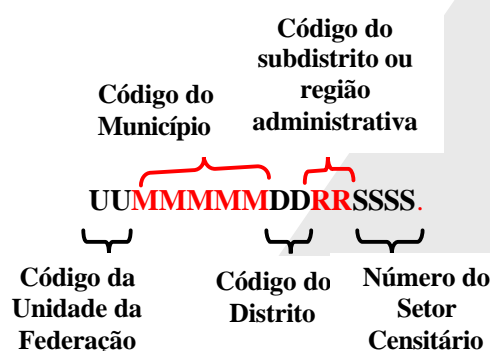 Código do
subdistrito ou
região
administrativa
Código do
Município
UUMMMMMDDRRSSSS.
Código da
Unidade da
Federação
Código do
Distrito
Número do
Setor
Censitário